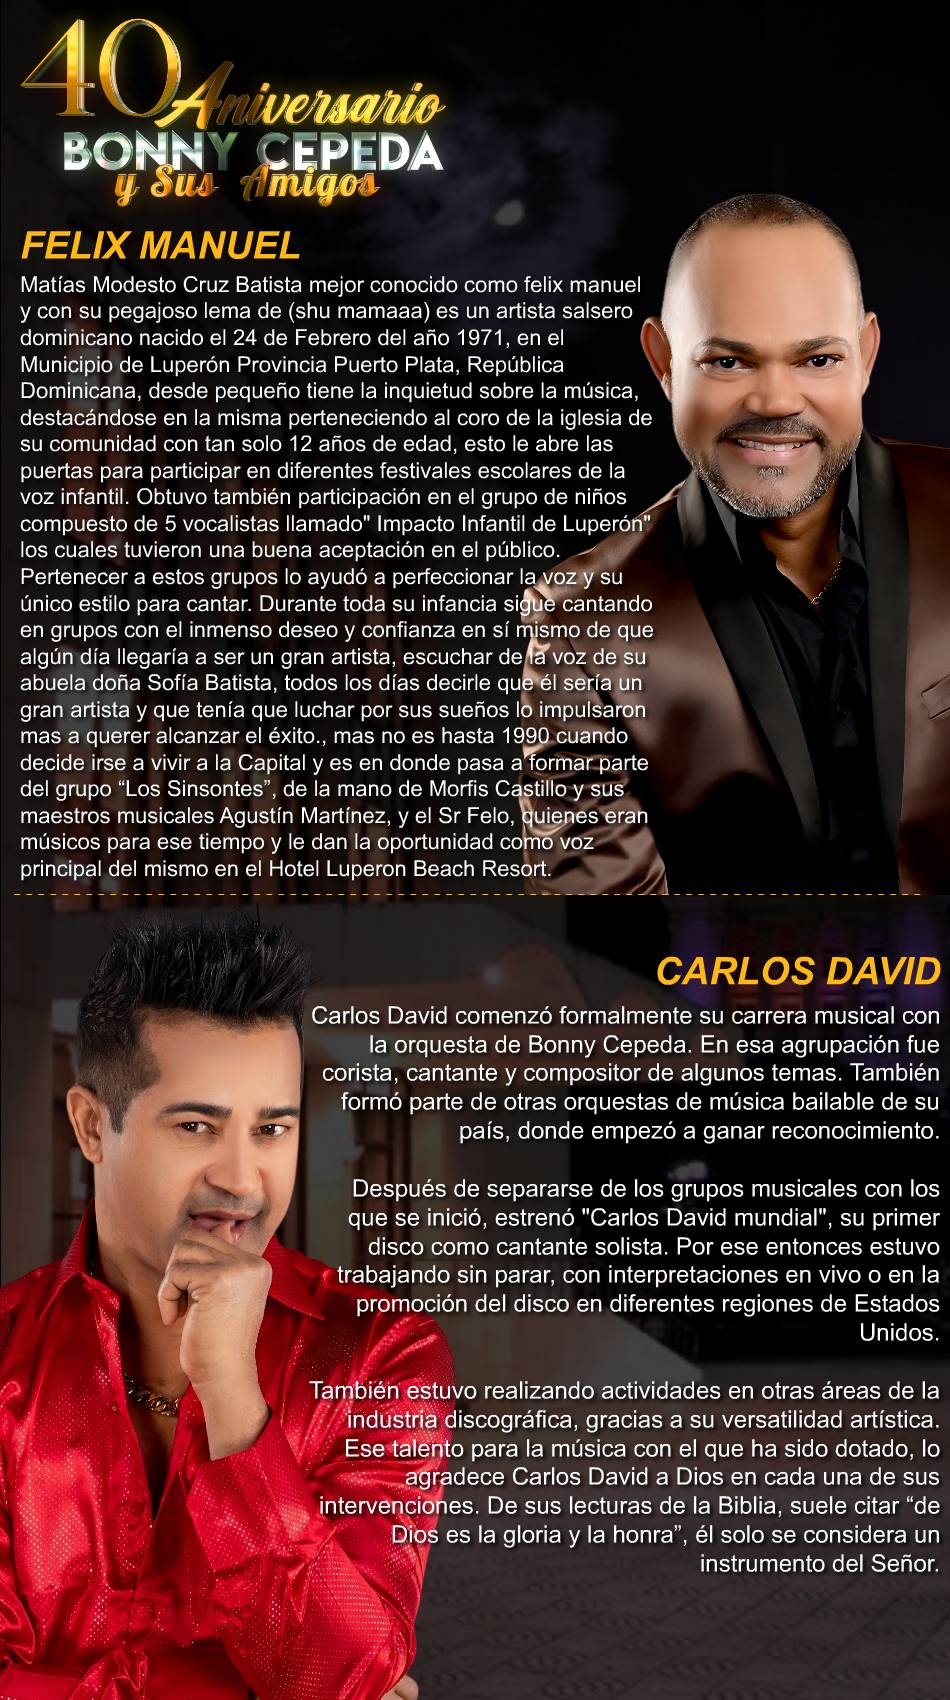 40 Aniversario
BONNY CEPEDA
y Sus Amigos
FELIX MANUEL
Matías Modesto Cruz Batista mejor conocido como felix manuel
y con su pegajoso lema de (shu mamaaa) es un artista salsero
dominicano nacido el 24 de Febrero del año 1971, en el
Municipio de Luperón Provincia Puerto Plata, República
Dominicana, desde pequeño tiene la inquietud sobre la música,
destacándose en la misma perteneciendo al coro de la iglesia de
su comunidad con tan solo 12 años de edad, esto le abre las
puertas para participar en diferentes festivales escolares de la
voz infantil. Obtuvo también participación en el grupo de niños
compuesto de 5 vocalistas llamado" Impacto Infantil de Luperón"
los cuales tuvieron una buena aceptación en el público.
Pertenecer a estos grupos lo ayudó a perfeccionar la voz y su
único estilo para cantar. Durante toda su infancia sigue cantando
en grupos con el inmenso deseo y confianza en sí mismo de que
algún día llegaría a ser un gran artista, escuchar de la voz de su
abuela doña Sofía Batista, todos los días decirle que él sería un
gran artista y que tenía que luchar por sus sueños lo impulsaron
mas a querer alcanzar el éxito., mas no es hasta 1990 cuando
decide irse a vivir a la Capital y es en donde pasa a formar parte
del grupo “Los Sinsontes”, de la mano de Morfis Castillo y sus
maestros musicales Agustín Martínez, y el Sr Felo, quienes eran
músicos para ese tiempo y le dan la oportunidad como voz
principal del mismo en el Hotel Luperon Beach Resort.
CARLOS DAVID
Carlos David comenzó formalmente su carrera musical con
la orquesta de Bonny Cepeda. En esa agrupación fue
corista, cantante y compositor de algunos temas. También
formó parte de otras orquestas de música bailable de su
país, donde empezó a ganar reconocimiento.
Después de separarse de los grupos musicales con los
que se inició, estrenó "Carlos David mundial", su primer
disco como cantante solista. Por ese entonces estuvo
trabajando sin parar, con interpretaciones en vivo o en la
promoción del disco en diferentes regiones de Estados
Unidos.
También estuvo realizando actividades en otras áreas de la
industria discográfica, gracias a su versatilidad artística.
Ese talento para la música con el que ha sido dotado, lo
agradece Carlos David a Dios en cada una de sus
intervenciones. De sus lecturas de la Biblia, suele citar “de
Dios es la gloria y la honra”, él solo se considera un
instrumento del Señor.